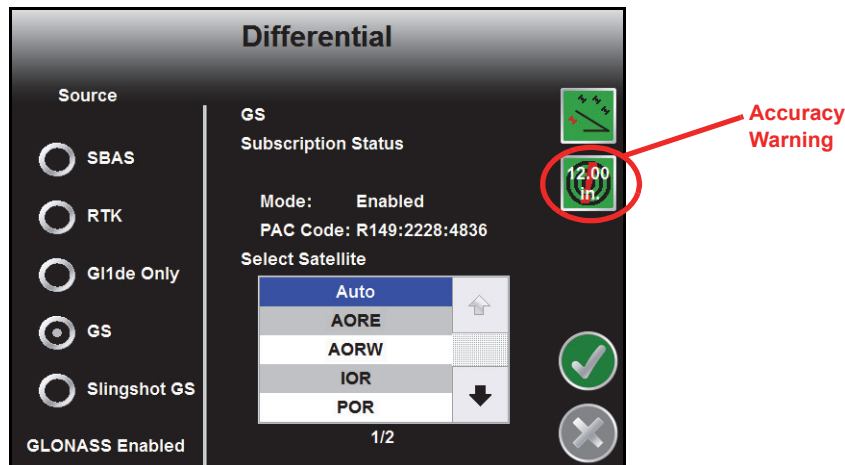 Differential
Source
SBAS
RTK
Gl1de Only
GS
Slingshot GS
GLONASS Enabled
GS
Subscription Status
Mode: Enabled
PAC Code: R149:2228:4836
Select Satellite
Auto
AORE
AORW
IOR
POR
1/2
12.00
in.
Accuracy
Warning